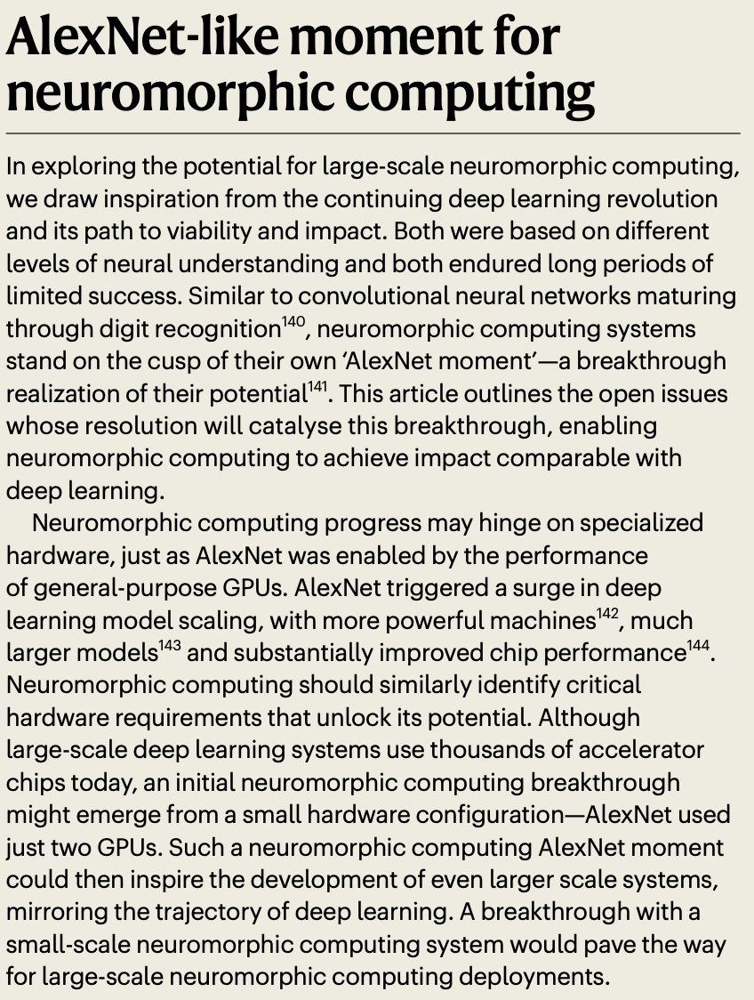 AlexNet-like moment for
neuromorphic computing
In exploring the potential for large-scale neuromorphic computing,
we draw inspiration from the continuing deep learning revolution
and its path to viability and impact. Both were based on different
levels of neural understanding and both endured long periods of
limited success. Similar to convolutional neural networks maturing
through digit recognition¹⁴⁰, neuromorphic computing systems
stand on the cusp of their own ‘AlexNet moment’—a breakthrough
realization of their potential¹⁴¹. This article outlines the open issues
whose resolution will catalyse this breakthrough, enabling
neuromorphic computing to achieve impact comparable with
deep learning.
Neuromorphic computing progress may hinge on specialized
hardware, just as AlexNet was enabled by the performance
of general-purpose GPUs. AlexNet triggered a surge in deep
learning model scaling, with more powerful machines¹⁴², much
larger models¹⁴³ and substantially improved chip performance¹⁴⁴.
Neuromorphic computing should similarly identify critical
hardware requirements that unlock its potential. Although
large-scale deep learning systems use thousands of accelerator
chips today, an initial neuromorphic computing breakthrough
might emerge from a small hardware configuration—AlexNet used
just two GPUs. Such a neuromorphic computing AlexNet moment
could then inspire the development of even larger scale systems,
mirroring the trajectory of deep learning. A breakthrough with a
small-scale neuromorphic computing system would pave the way
for large-scale neuromorphic computing deployments.